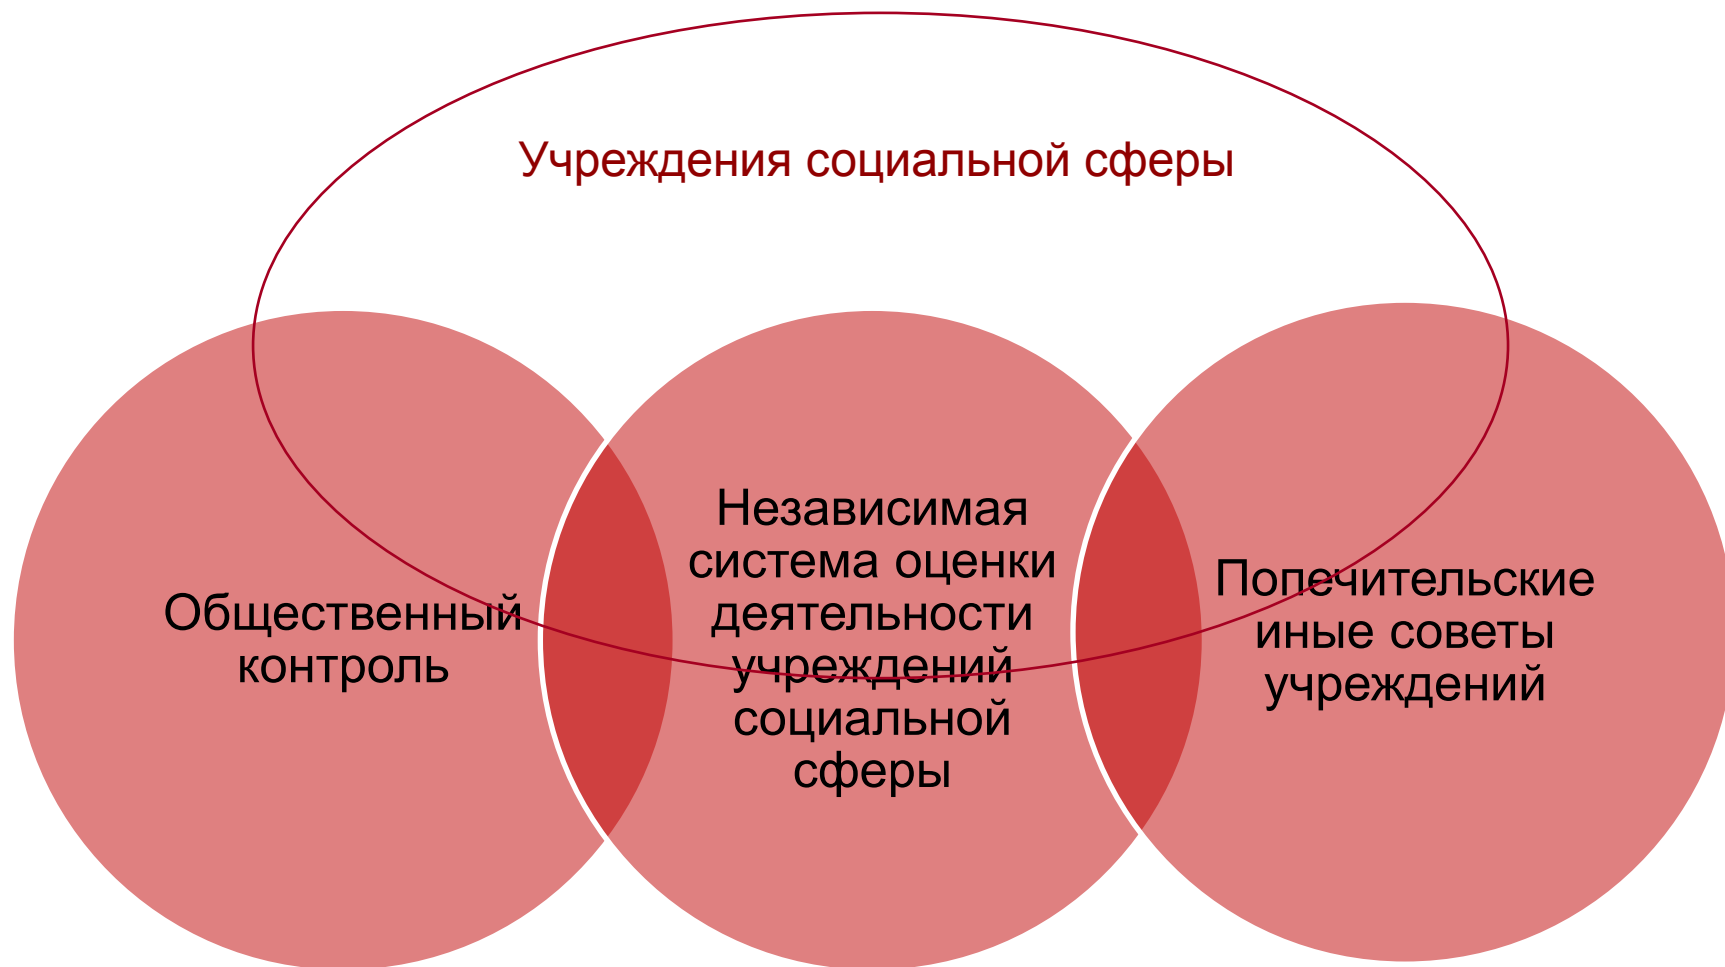 Учреждения социальной сферы
Общественный
контроль
Независимая
система оценки
деятельности
учреждений
социальной
сферы
Попечительские
иные советы
учреждений